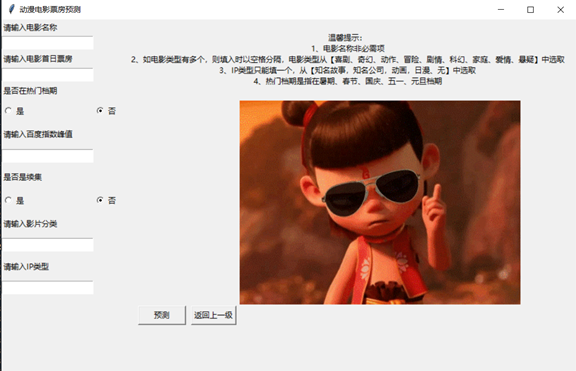 动漫电影票房预测
请输入电影名称
温馨提示：
1、电影名称非必需项
请输入电影首日票房
2、如电影类型有多个，则填入时以空格分隔，电影类型从【喜剧、奇幻、动作、冒险、剧情、科幻、家庭、爱情、悬疑】中选取
3、IP类型只能填一个，从【知名故事，知名公司，动画，日漫、无】中选取
4、热门档期是指在暑期、春节、国庆、五一、元旦档期
是否在热门档期
是 否
请输入百度指数峰值
是否是续集
是 否
请输入影片分类
请输入IP类型
预测 返回上一级